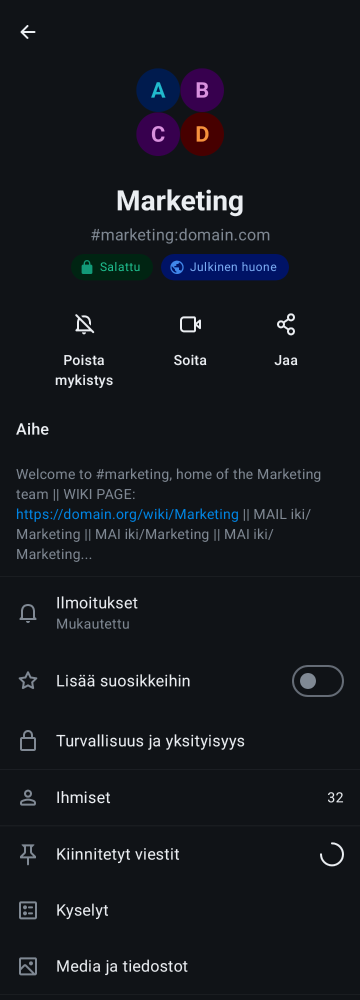 A B
C D
Marketing
#marketing:domain.com
Salattu Julkinen huone
Poista
mykistys
Soita
Jaa
Aihe
Welcome to #marketing, home of the Marketing
team || WIKI PAGE:
https://domain.org/wiki/Marketing || MAIL iki/
Marketing || MAI iki/Marketing || MAI iki/
Marketing...
Ilmoitukset
Mukautettu
Lisää suosikkeihin
Turvallisuus ja yksityisyys
Ihmiset 32
Kiinnitetyt viestit
Kyselyt
Media ja tiedostot